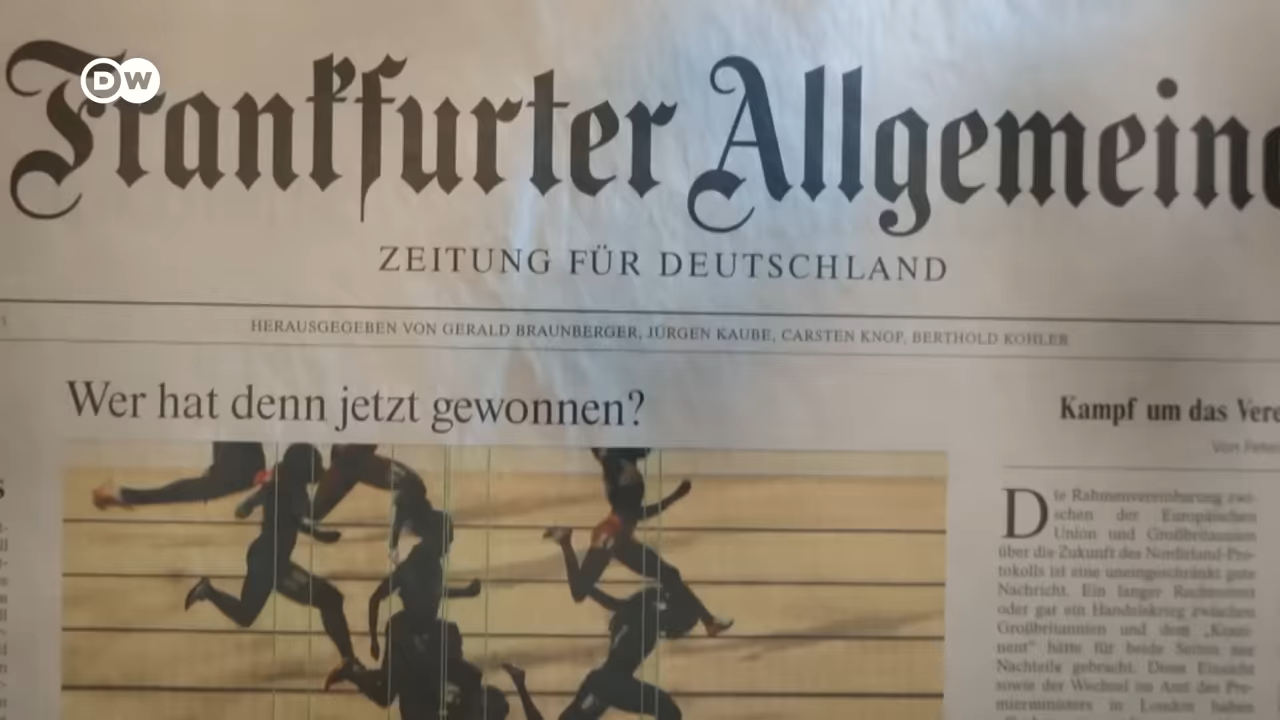 DW
Frankfurter Allgemeine
ZEITUNG FÜR DEUTSCHLAND
HERAUSGEGEBEN VON GERALD BRAUNBERGER, JÜRGEN KAUBE, CARSTEN KNOP, BERTHOLD KOHLER
Wer hat denn jetzt gewonnen?
Kampf um das
Von
Die Rahmenvereinbarung zwi-
schen der Europäischen
Union und Großbritannien
über die Zukunft des Nordirland-Pro-
tokolls ist eine uneingeschränkt gute
Nachricht. Ein langer Rechtsstreit
oder gar ein Handelskrieg zwischen
Großbritannien und dem „Konti-
nent“ hätte für beide Seiten nur
Nachteile gebracht. Diese Einsicht
sowie der Wechsel im Amt des Pre-
mierministers in London haben